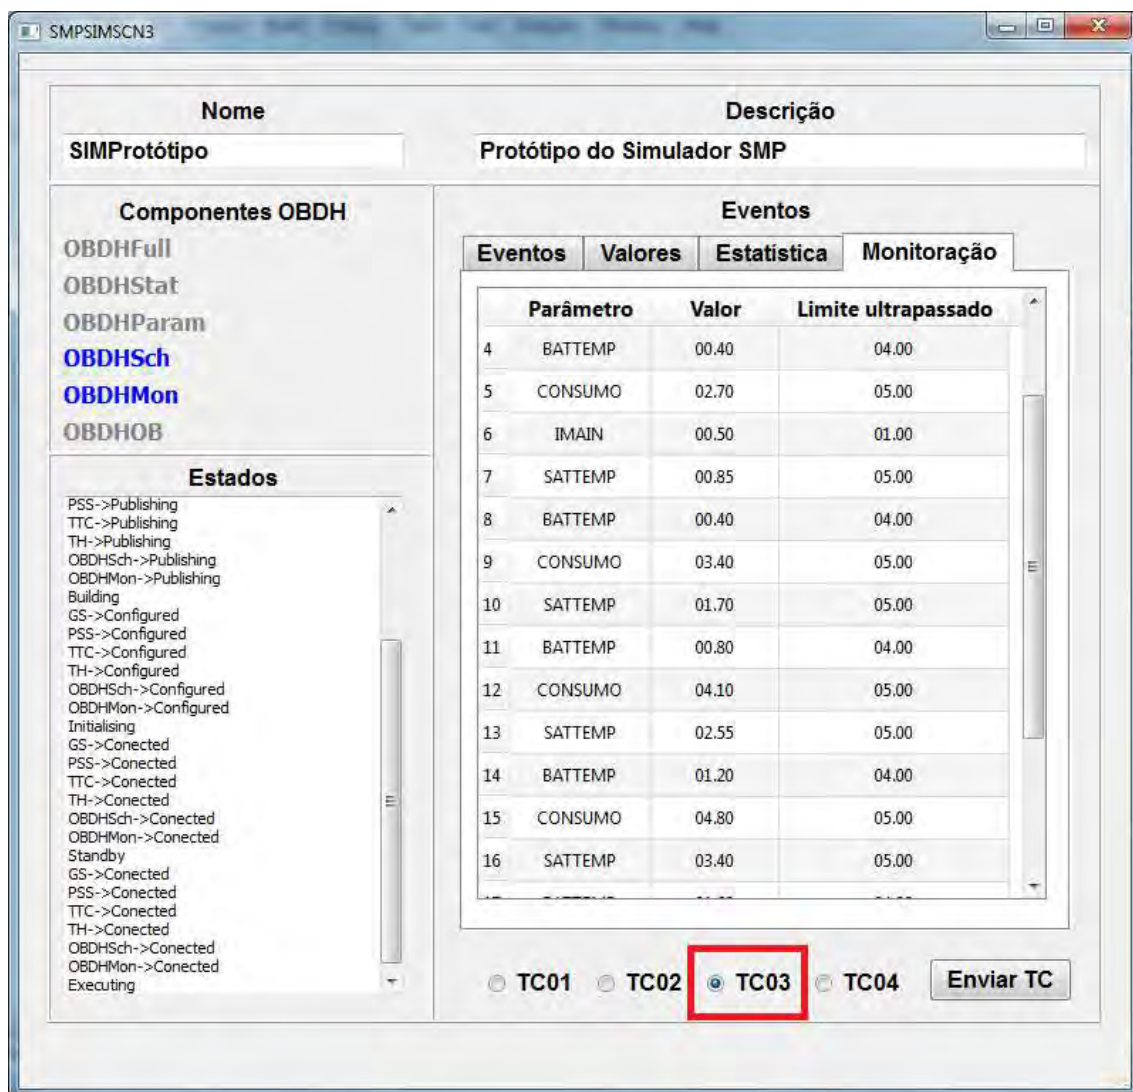 SMPSIMSCN3
Nome
Descrição
SIMProtótipo
Protótipo do Simulador SMP
Componentes OBDH
OBDHFull
OBDHStat
OBDHParam
OBDHSch
OBDHMon
OBDHOB
Estados
PSS->Publishing
TTC->Publishing
TH->Publishing
OBDHSch->Publishing
OBDHMon->Publishing
Building
GS->Configured
PSS->Configured
TTC->Configured
TH->Configured
OBDHSch->Configured
OBDHMon->Configured
Initialising
GS->Conected
PSS->Conected
TTC->Conected
TH->Conected
OBDHSch->Conected
OBDHMon->Conected
Standby
GS->Conected
PSS->Conected
TTC->Conected
TH->Conected
OBDHSch->Conected
OBDHMon->Conected
Executing
Eventos
Eventos Valores Estatística Monitoração
Parâmetro Valor Limite ultrapassado
4 BATTEMP 00.40 04.00
5 CONSUMO 02.70 05.00
6 IMAIN 00.50 01.00
7 SATTEMP 00.85 05.00
8 BATTEMP 00.40 04.00
9 CONSUMO 03.40 05.00
10 SATTEMP 01.70 05.00
11 BATTEMP 00.80 04.00
12 CONSUMO 04.10 05.00
13 SATTEMP 02.55 05.00
14 BATTEMP 01.20 04.00
15 CONSUMO 04.80 05.00
16 SATTEMP 03.40 05.00
TC01 TC02 TC03 TC04 Enviar TC